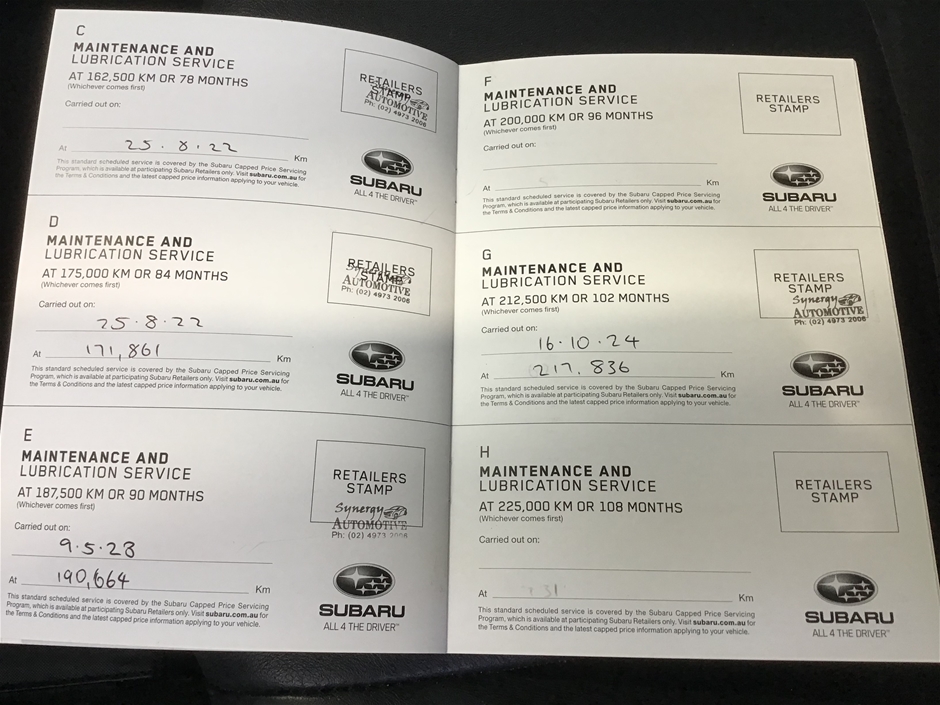 C
MAINTENANCE AND
LUBRICATION SERVICE
AT 162,500 KM OR 78 MONTHS
(Whichever comes first)
Carried out on:
At 25.8.22 Km
This standard scheduled service is covered by the Subaru Capped Price Servicing
Program, which is available at participating Subaru Retailers only. Visit subaru.com.au for
the Terms & Conditions and the latest capped price information applying to your vehicle.
RETAILERS
STAMP
AUTOMOTIVE
Ph: (02) 4973 2006
SUBARU
ALL 4 THE DRIVER™
D
MAINTENANCE AND
LUBRICATION SERVICE
AT 175,000 KM OR 84 MONTHS
(Whichever comes first)
Carried out on:
25.8.22
At 171,861 Km
This standard scheduled service is covered by the Subaru Capped Price Servicing
Program, which is available at participating Subaru Retailers only. Visit subaru.com.au for
the Terms & Conditions and the latest capped price information applying to your vehicle.
RETAILERS
STAMP
AUTOMOTIVE
Ph: (02) 4973 2006
SUBARU
ALL 4 THE DRIVER™
E
MAINTENANCE AND
LUBRICATION SERVICE
AT 187,500 KM OR 90 MONTHS
(Whichever comes first)
Carried out on:
9.5.23
At 190,664 Km
This standard scheduled service is covered by the Subaru Capped Price Servicing
Program, which is available at participating Subaru Retailers only. Visit subaru.com.au for
the Terms & Conditions and the latest capped price information applying to your vehicle.
RETAILERS
STAMP
Synergy
AUTOMOTIVE
Ph: (02) 4973 2006
SUBARU
ALL 4 THE DRIVER™
F
MAINTENANCE AND
LUBRICATION SERVICE
AT 200,000 KM OR 96 MONTHS
(Whichever comes first)
Carried out on:
At Km
This standard scheduled service is covered by the Subaru Capped Price Servicing
Program, which is available at participating Subaru Retailers only. Visit subaru.com.au for
the Terms & Conditions and the latest capped price information applying to your vehicle.
RETAILERS
STAMP
SUBARU
ALL 4 THE DRIVER™
G
MAINTENANCE AND
LUBRICATION SERVICE
AT 212,500 KM OR 102 MONTHS
(Whichever comes first)
Carried out on:
16.10.24
At 217,836 Km
This standard scheduled service is covered by the Subaru Capped Price Servicing
Program, which is available at participating Subaru Retailers only. Visit subaru.com.au for
the Terms & Conditions and the latest capped price information applying to your vehicle.
RETAILERS
STAMP
Synergy
AUTOMOTIVE
Ph: (02) 4973 2006
SUBARU
ALL 4 THE DRIVER™
H
MAINTENANCE AND
LUBRICATION SERVICE
AT 225,000 KM OR 108 MONTHS
(Whichever comes first)
Carried out on:
At Km
This standard scheduled service is covered by the Subaru Capped Price Servicing
Program, which is available at participating Subaru Retailers only. Visit subaru.com.au for
the Terms & Conditions and the latest capped price information applying to your vehicle.
RETAILERS
STAMP
SUBARU
ALL 4 THE DRIVER™